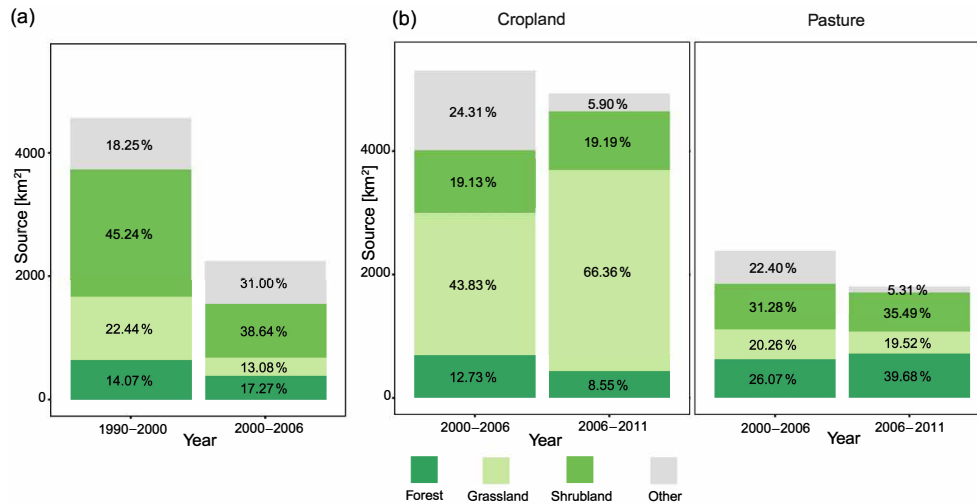 (a)
Source [km²]
4000
2000
0
18.25 %
45.24 %
22.44 %
14.07 %
31.00 %
38.64 %
13.08 %
17.27 %
1990–2000
2000–2006
Year
(b)
Cropland
Pasture
Source [km²]
4000
2000
0
24.31 %
19.13 %
43.83 %
12.73 %
5.90 %
19.19 %
66.36 %
8.55 %
22.40 %
31.28 %
20.26 %
26.07 %
5.31 %
35.49 %
19.52 %
39.68 %
2000–2006
2006–2011
Year
2000–2006
2006–2011
Year
Forest
Grassland
Shrubland
Other